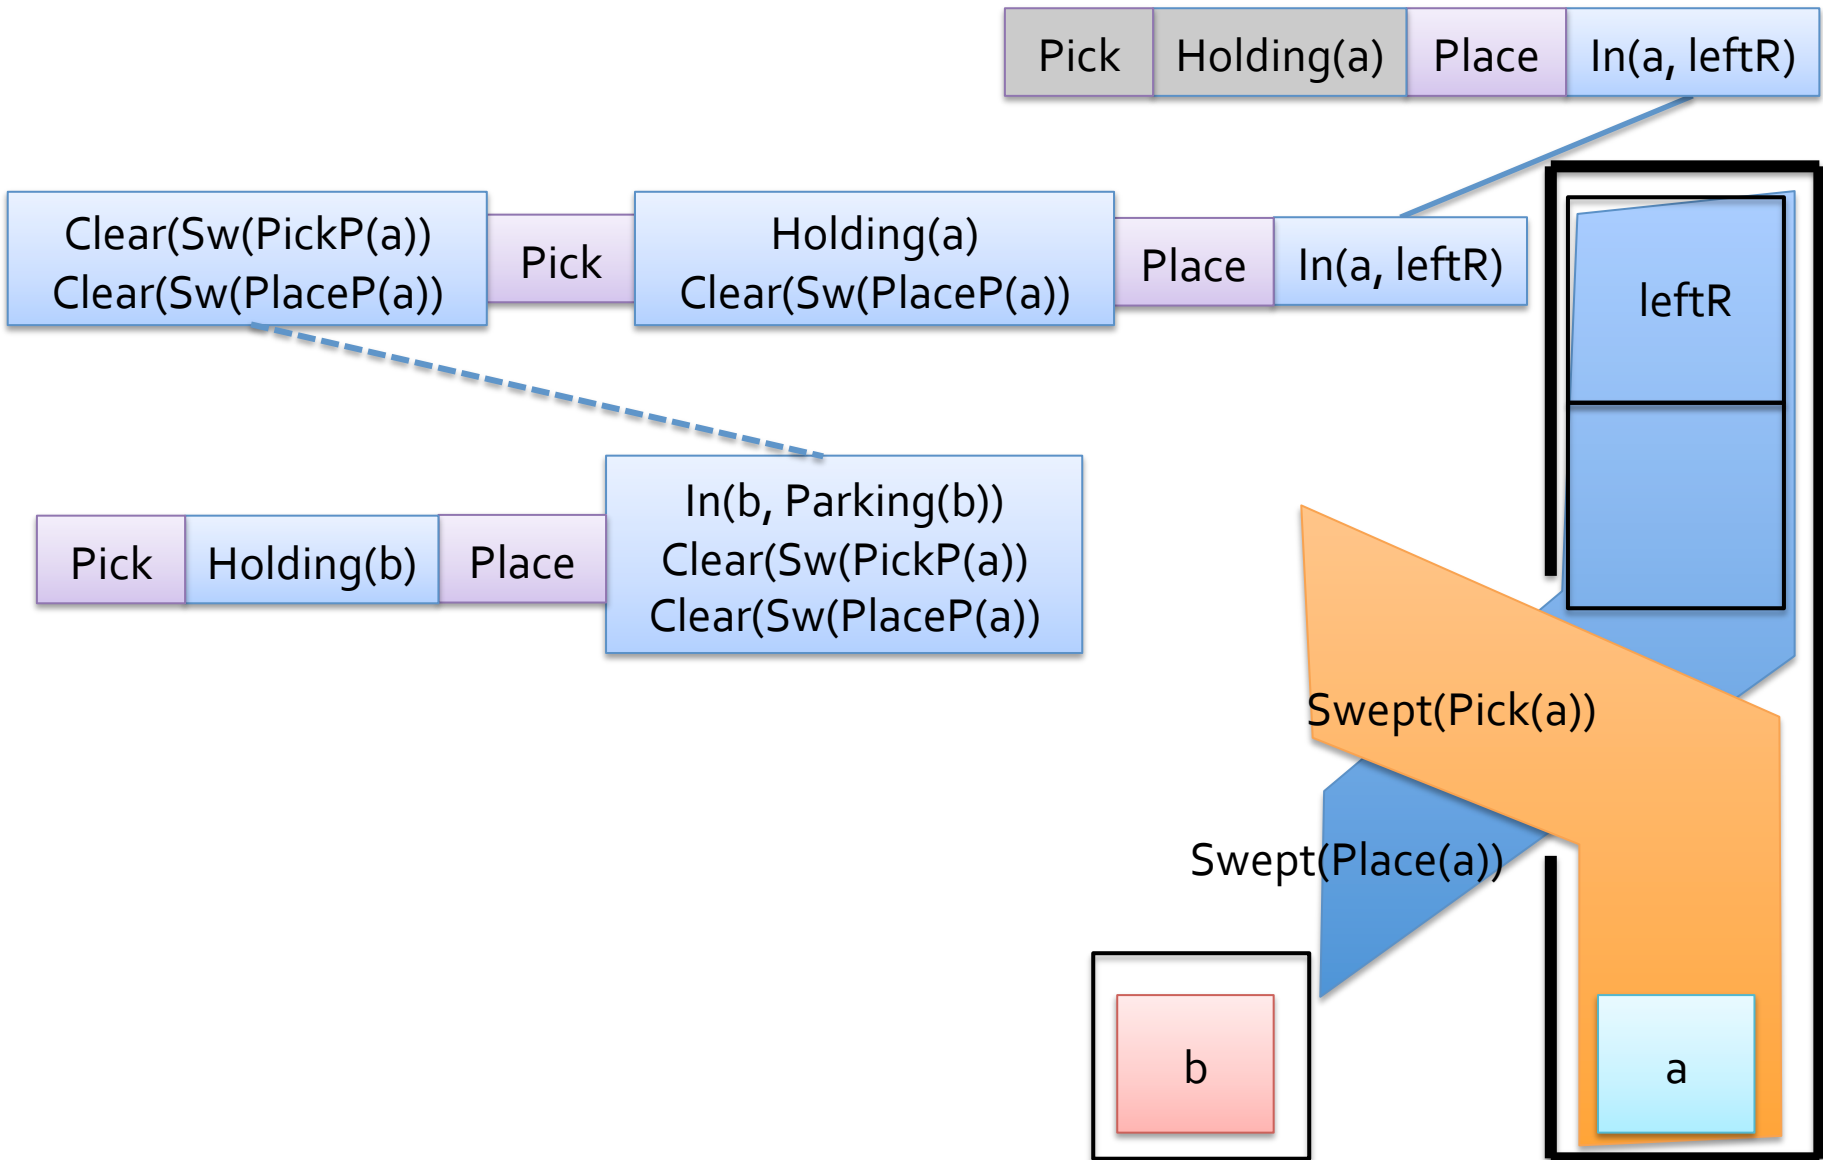 Pick Holding(a) Place In(a, leftR)
Clear(Sw(PickP(a))
Clear(Sw(PlaceP(a))
Pick
Holding(a)
Clear(Sw(PlaceP(a))
Place
In(a, leftR)
leftR
In(b, Parking(b))
Clear(Sw(PickP(a))
Clear(Sw(PlaceP(a))
Pick Holding(b) Place
Swept(Pick(a))
Swept(Place(a))
b
a